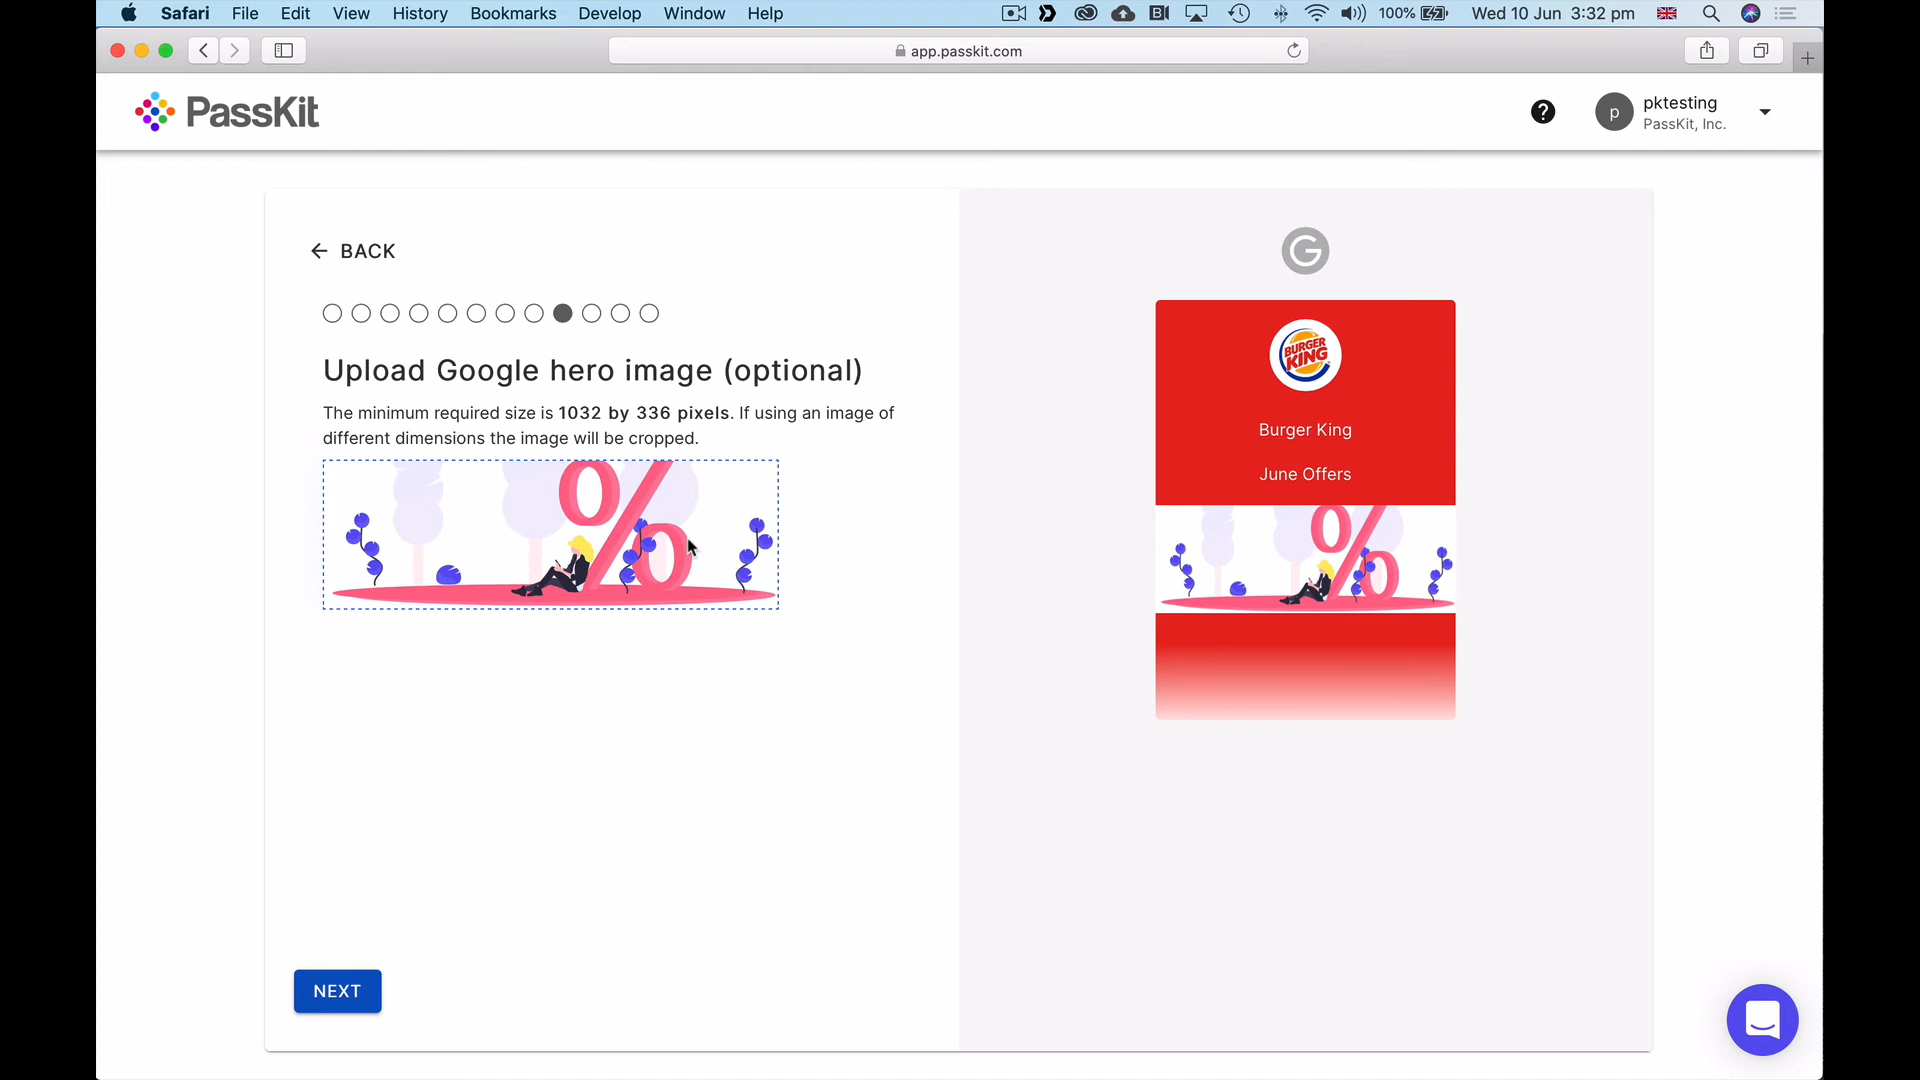 Safari File Edit View History Bookmarks Develop Window Help 100% Wed 10 Jun 3:32 pm
app.passkit.com
PassKit
?
p
pktesting
PassKit, Inc.
BACK
Upload Google hero image (optional)
The minimum required size is 1032 by 336 pixels. If using an image of
different dimensions the image will be cropped.
%
NEXT
G
BURGER
KING
Burger King
June Offers
%